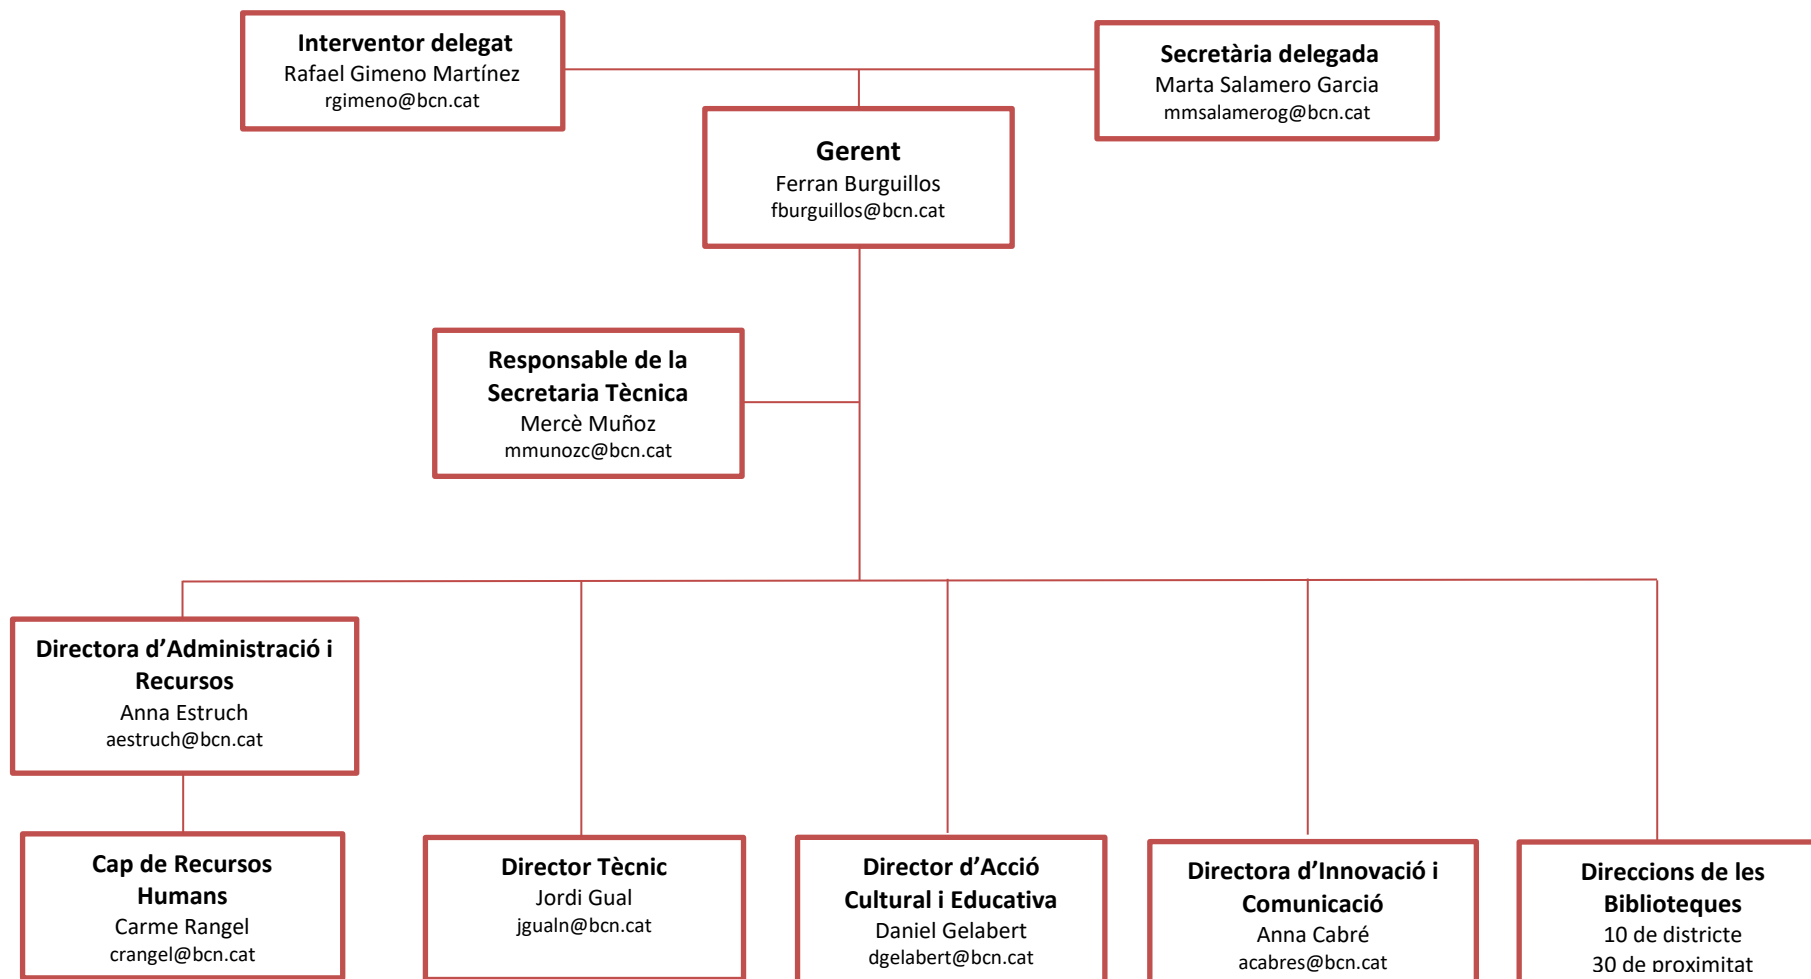 Interventor delegat
Rafael Gimeno Martínez
rgimeno@bcn.cat
Secretària delegada
Marta Salamero Garcia
mmsalamerog@bcn.cat
Gerent
Ferran Burguillos
fburguillos@bcn.cat
Responsable de la
Secretaria Tècnica
Mercè Muñoz
mmunozc@bcn.cat
Directora d’Administració i
Recursos
Anna Estruch
aestruch@bcn.cat
Cap de Recursos
Humans
Carme Rangel
crangel@bcn.cat
Director Tècnic
Jordi Gual
jgualn@bcn.cat
Director d’Acció
Cultural i Educativa
Daniel Gelabert
dgelabert@bcn.cat
Directora d’Innovació i
Comunicació
Anna Cabré
acabres@bcn.cat
Direccions de les
Biblioteques
10 de districte
30 de proximitat